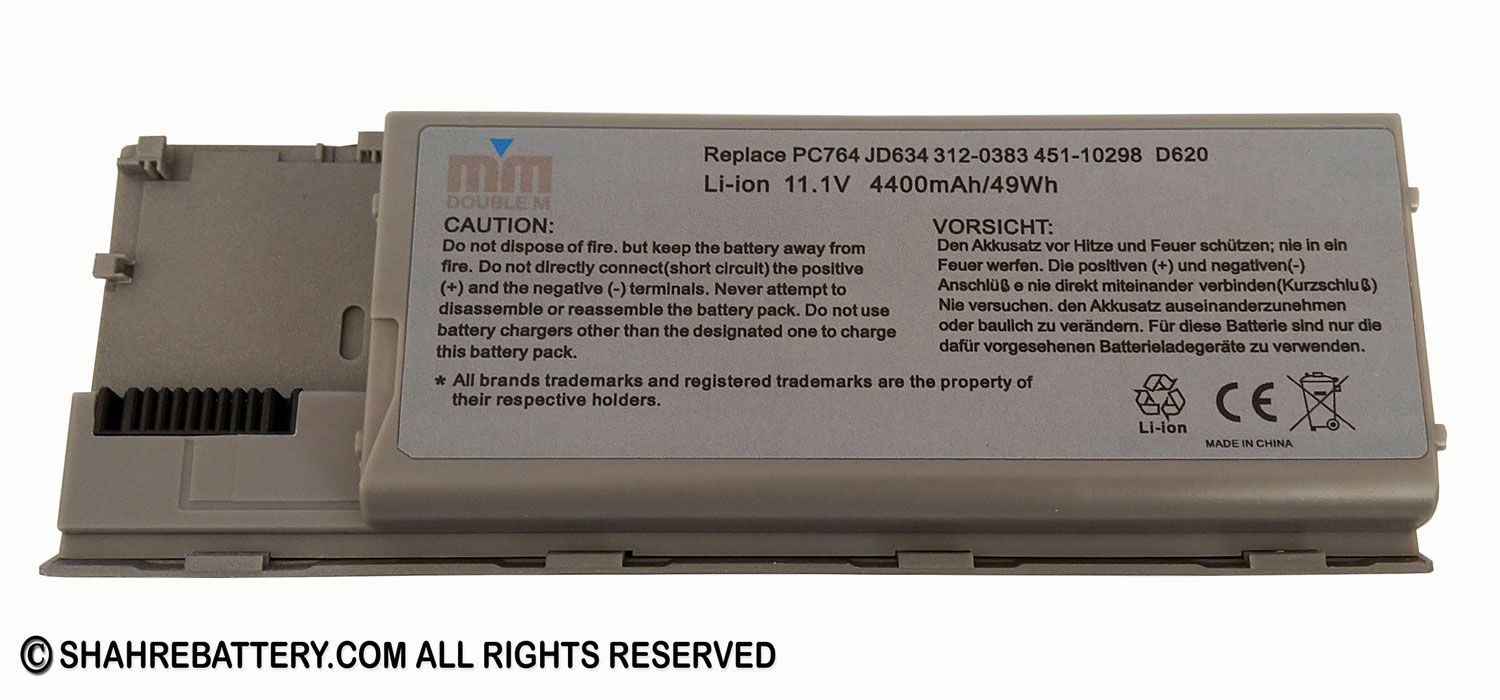 mm
DOUBLE M
Replace PC764 JD634 312-0383 451-10298 D620
Li-ion 11.1V 4400mAh/49Wh
CAUTION:
Do not dispose of fire. but keep the battery away from
fire. Do not directly connect(short circuit) the positive
(+) and the negative (-) terminals. Never attempt to
disassemble or reassemble the battery pack. Do not use
battery chargers other than the designated one to charge
this battery pack.
VORSICHT:
Den Akkusatz vor Hitze und Feuer schützen; nie in ein
Feuer werfen. Die positiven (+) und negativen(-)
Anschlüß e nie direkt miteinander verbinden(Kurzschluß)
Nie versuchen. den Akkusatz auseinanderzunehmen
oder baulich zu verändern. Für diese Batterie sind nur die
dafür vorgesehenen Batterieladegeräte zu verwenden.
* All brands trademarks and registered trademarks are the property of
their respective holders.
Li-ion
CE
MADE IN CHINA
© SHAHREBATTERY.COM ALL RIGHTS RESERVED